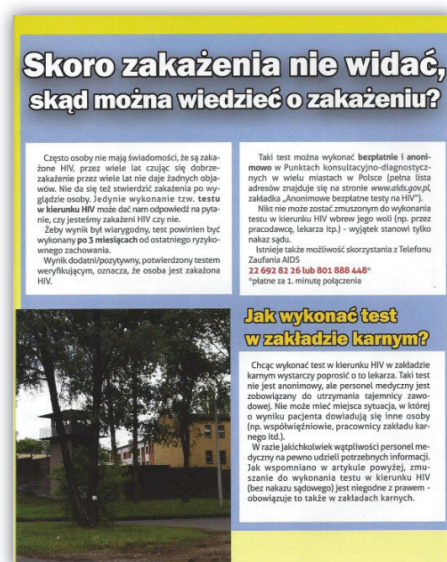 Skoro zakażenia nie widać,
skąd można wiedzieć o zakażeniu?
Często osoby nie mają świadomości, że są zaka-
żone HIV, przez wiele lat czując się dobrze-
zakażenie przez wiele lat nie daje żadnych obja-
wów. Nie da się też stwierdzić zakażenia po wy-
glądzie osoby. Jedynie wykonanie tzw. testu
w kierunku HIV może dać nam odpowiedź na pyta-
nie, czy jesteśmy zakażeni HIV czy nie.
Żeby wynik był wiarygodny, test powinien być
wykonany po 3 miesiącach od ostatniego ryzyko-
wnego zachowania.
Wynik dodatni/pozytywny, potwierdzony testem
weryfikującym, oznacza, że osoba jest zakażona
HIV.
Taki test można wykonać bezpłatnie i anoni-
mowo w Punktach konsultacyjno-diagnostycz-
nych w wielu miastach w Polsce (pełna lista
adresów znajduje się na stronie www.aids.gov.pl,
zakładka „Anonimowe bezpłatne testy na HIV").
Nikt nie może zostać zmuszonym do wykonania
testu w kierunku HIV wbrew jego woli (np. przez
pracodawcę, lekarza itp.) - wyjątek stanowi tylko
nakaz sądu.
Istnieje także możliwość skorzystania z Telefonu
Zaufania AIDS
22 692 82 26 lub 801 888 448*
*płatne za 1. minutę połączenia
Jak wykonać test
w zakładzie karnym?
Chcąc wykonać test w kierunku HIV w zakładzie
karnym wystarczy poprosić o to lekarza. Taki test
nie jest anonimowy, ale personel medyczny jest
zobowiązany do utrzymania tajemnicy zawo-
dowej. Nie może mieć miejsca sytuacja, w której
o wyniku pacjenta dowiadują się inne osoby
(np. współwięźniowie, pracownicy zakładu kar-
nego itd.).
W razie jakichkolwiek wątpliwości personel me-
dyczny na pewno udzieli potrzebnych informacji.
Jak wspomniano w artykule powyżej, zmu-
szanie do wykonania testu w kierunku HIV
(bez nakazu sądowego) jest niegodne z prawem -
obowiązuje to także w zakładach karnych.